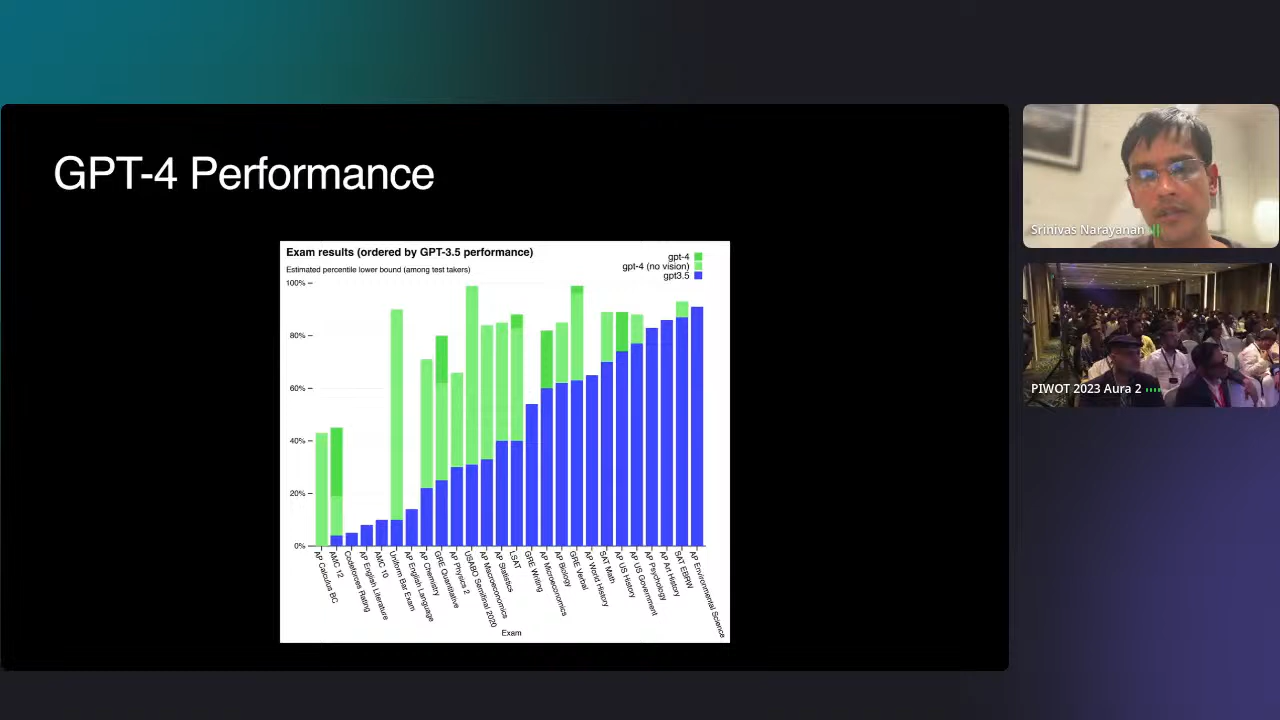 GPT-4 Performance
Exam results (ordered by GPT-3.5 performance)
Estimated percentile lower bound (among test takers)
gpt-4
gpt-4 (no vision)
gpt3.5
100%
80%
60%
40%
20%
0%
AP Calculus BC
AMC 12
Codeforces Rating
AP English Literature
AMC 10
Uniform Bar Exam
AP English Language
AP Chemistry
GRE Quantitative
AP Physics 2
USABO Semifinal 2020
AP Macroeconomics
AP Statistics
LSAT
GRE Writing
AP Microeconomics
AP Biology
GRE Verbal
AP World History
SAT Math
AP US History
AP US Government
AP Psychology
AP Art History
SAT EBRW
AP Environmental Science
Exam
Srinivas Narayanan
PIWOT 2023 Aura 2